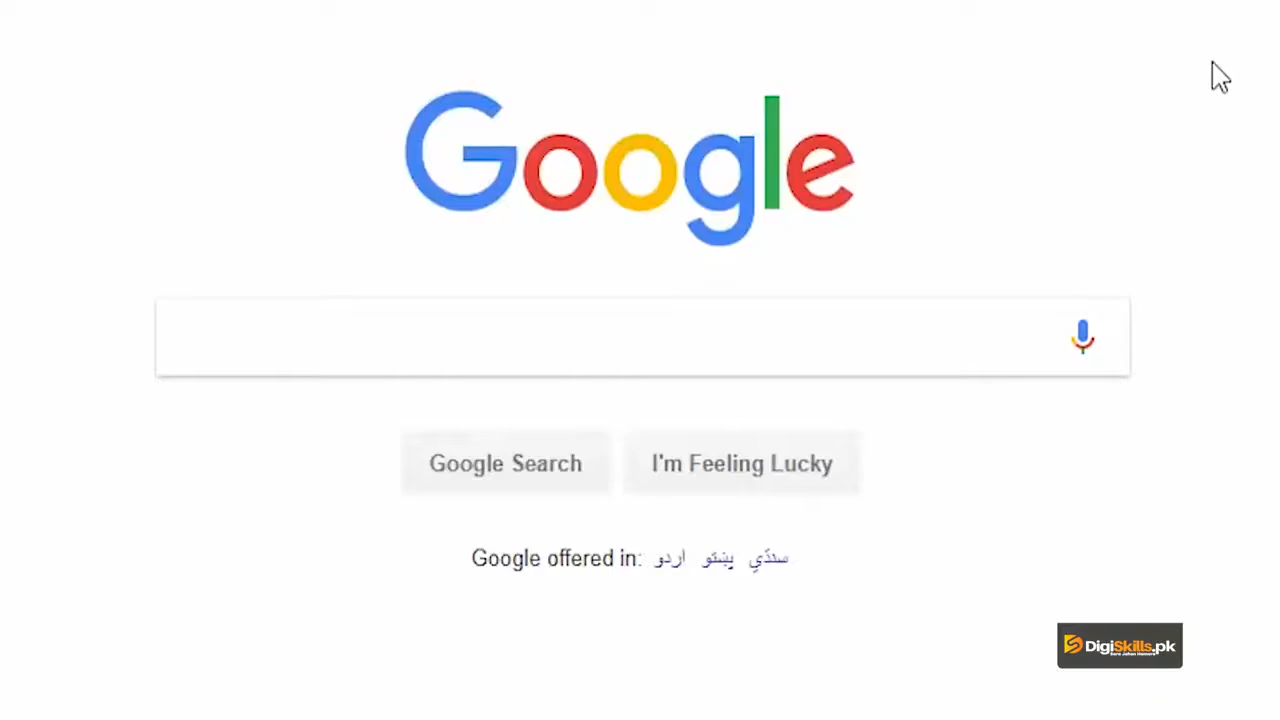 Google
Google Search
I'm Feeling Lucky
Google offered in: اردو پښتو سنڌي
DigiSkills.pk